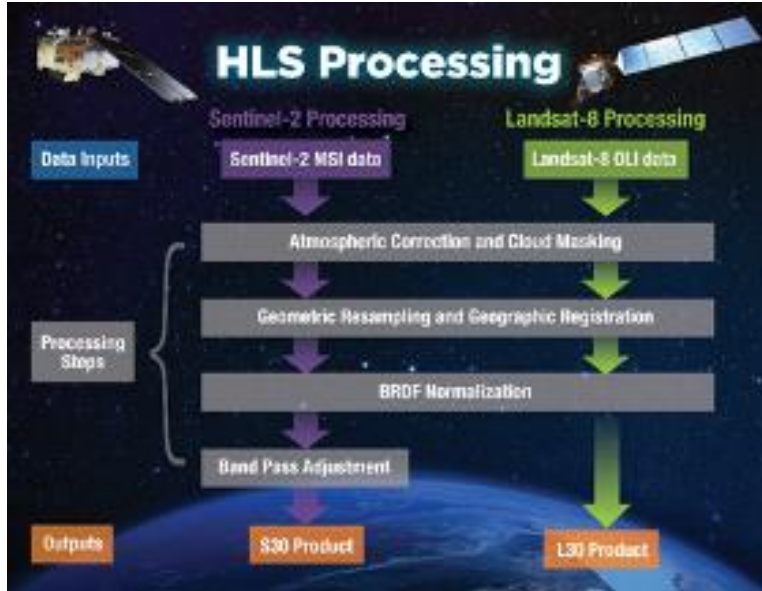 HLS Processing
Sentinel-2 Processing
Landsat-8 Processing
Data Inputs
Sentinel-2 MSI data
Landsat-8 OLI data
Atmospheric Correction and Cloud Masking
Geometric Resampling and Geographic Registration
Processing
Steps
BRDF Normalization
Band Pass Adjustment
Outputs
S30 Product
L30 Product